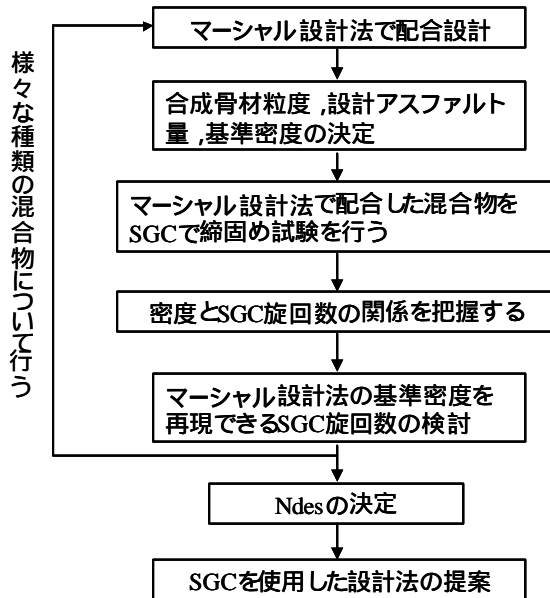 マーシャル設計法で配合設計
合成骨材粒度,設計アスファルト
量,基準密度の決定
マーシャル設計法で配合した混合物を
SGCで締固め試験を行う
密度とSGC旋回数の関係を把握する
マーシャル設計法の基準密度を
再現できるSGC旋回数の検討
Ndesの決定
SGCを使用した設計法の提案
様々な種類の混合物について行う